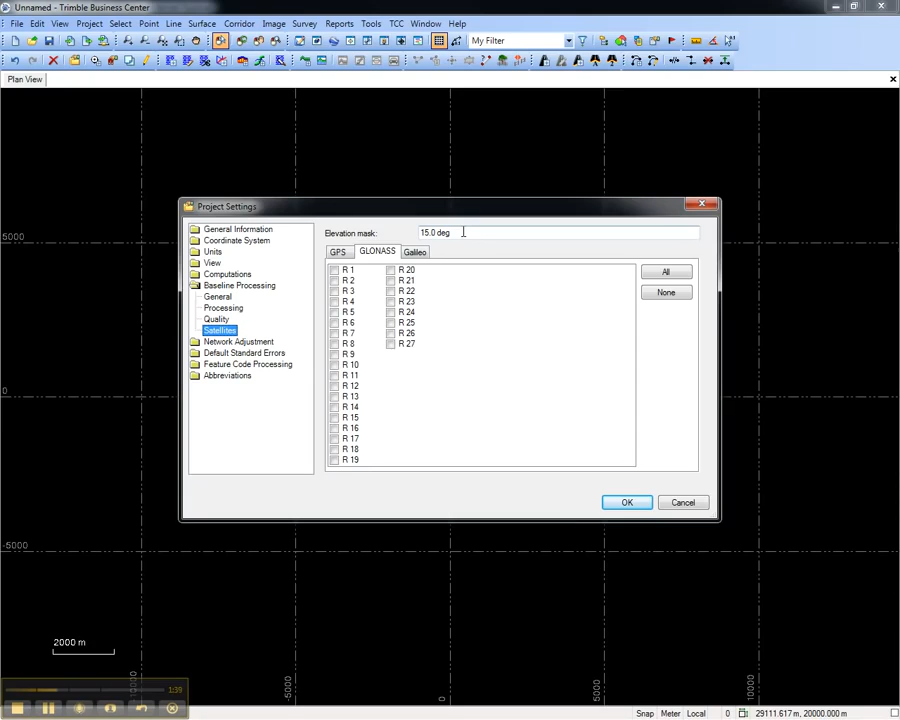 Unnamed - Trimble Business Center
File Edit View Project Select Point Line Surface Corridor Image Survey Reports Tools TCC Window Help
My Filter
Plan View
5000
0
-5000
2000 m
-10000
-5000
0
5000
10000
Project Settings
General Information
Coordinate System
Units
View
Computations
Baseline Processing
General
Processing
Quality
Satellites
Network Adjustment
Default Standard Errors
Feature Code Processing
Abbreviations
Elevation mask: 15.0 deg
GPS GLONASS Galileo
R 1 R 20
R 2 R 21
R 3 R 22
R 4 R 23
R 5 R 24
R 6 R 25
R 7 R 26
R 8 R 27
R 9
R 10
R 11
R 12
R 13
R 14
R 15
R 16
R 17
R 18
R 19
All
None
OK Cancel
1:39
Snap Meter Local 0 29111.617 m, 20000.000 m